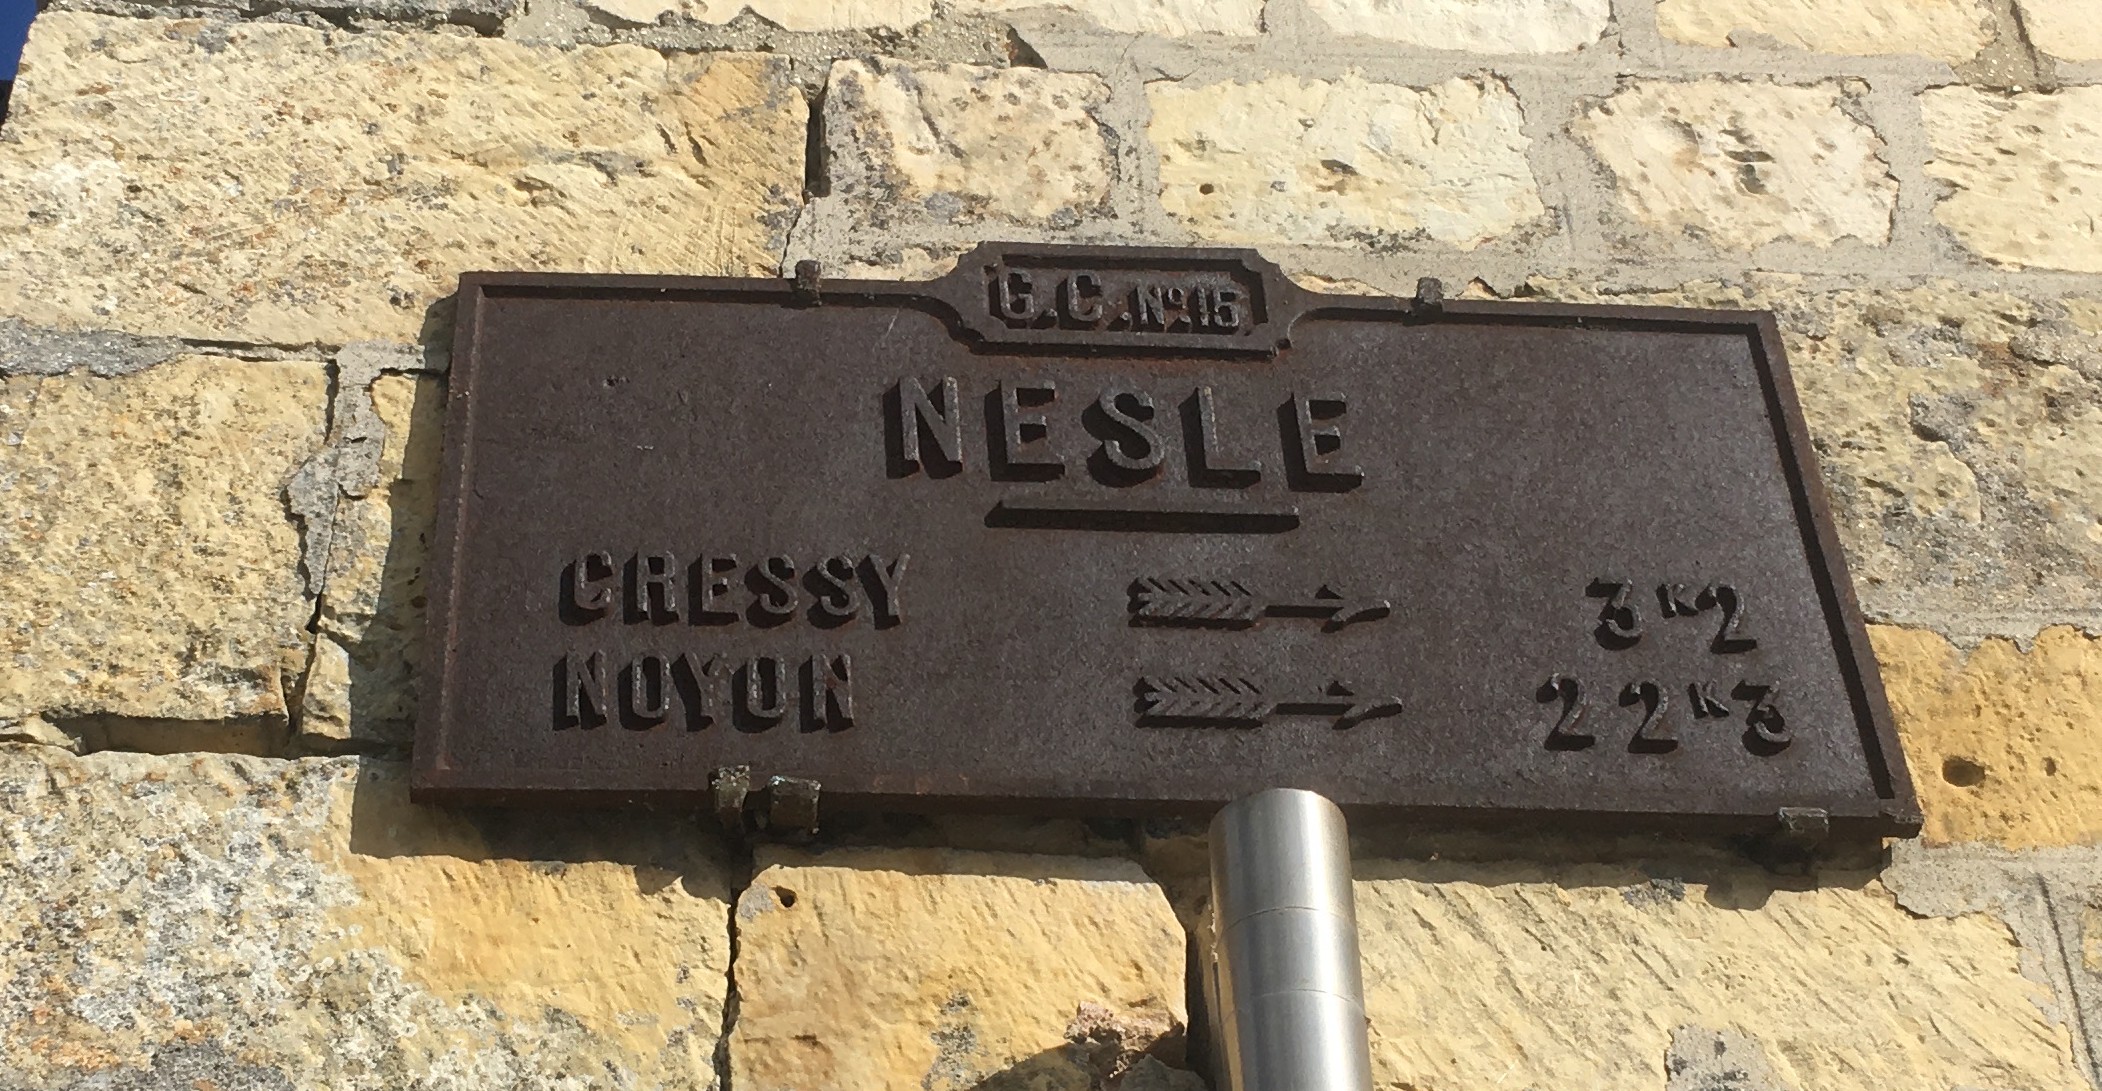 G.C. No. 15
NESLE
CRESSY 3K2
NOYON 22K3